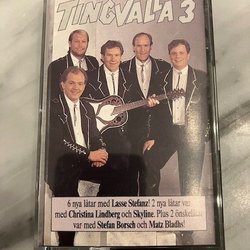 TINGVALLA 3
6 nya låtar med Lasse Stefanz! 2 nya låtar var
med Christina Lindberg och Skyline. Plus 2 önskelåtar
var med Stefan Borsch och Matz Bladhs!